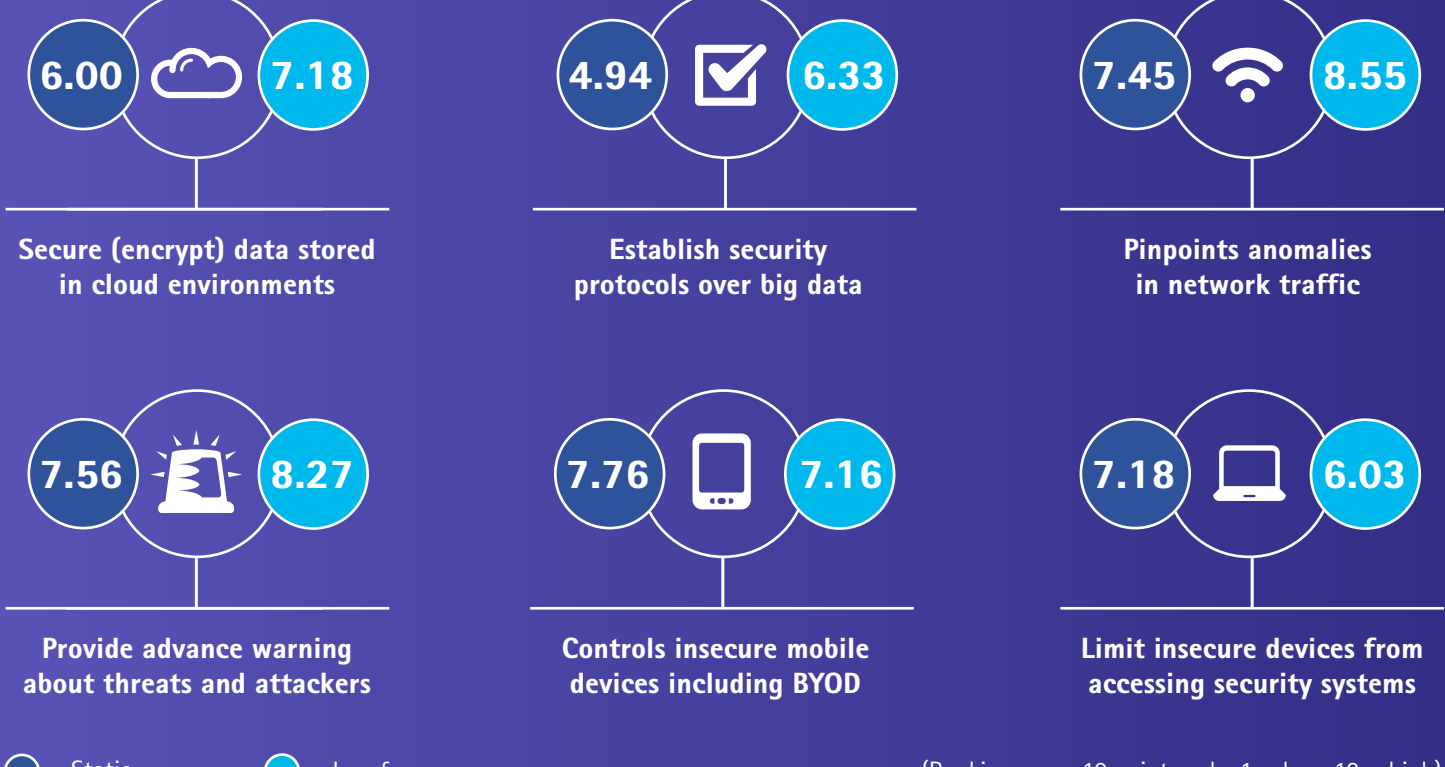 6.00 7.18
4.94 6.33
7.45 8.55
Secure (encrypt) data stored
in cloud environments
Establish security
protocols over big data
Pinpoints anomalies
in network traffic
7.56 8.27
7.76 7.16
7.18 6.03
Provide advance warning
about threats and attackers
Controls insecure mobile
devices including BYOD
Limit insecure devices from
accessing security systems
Static